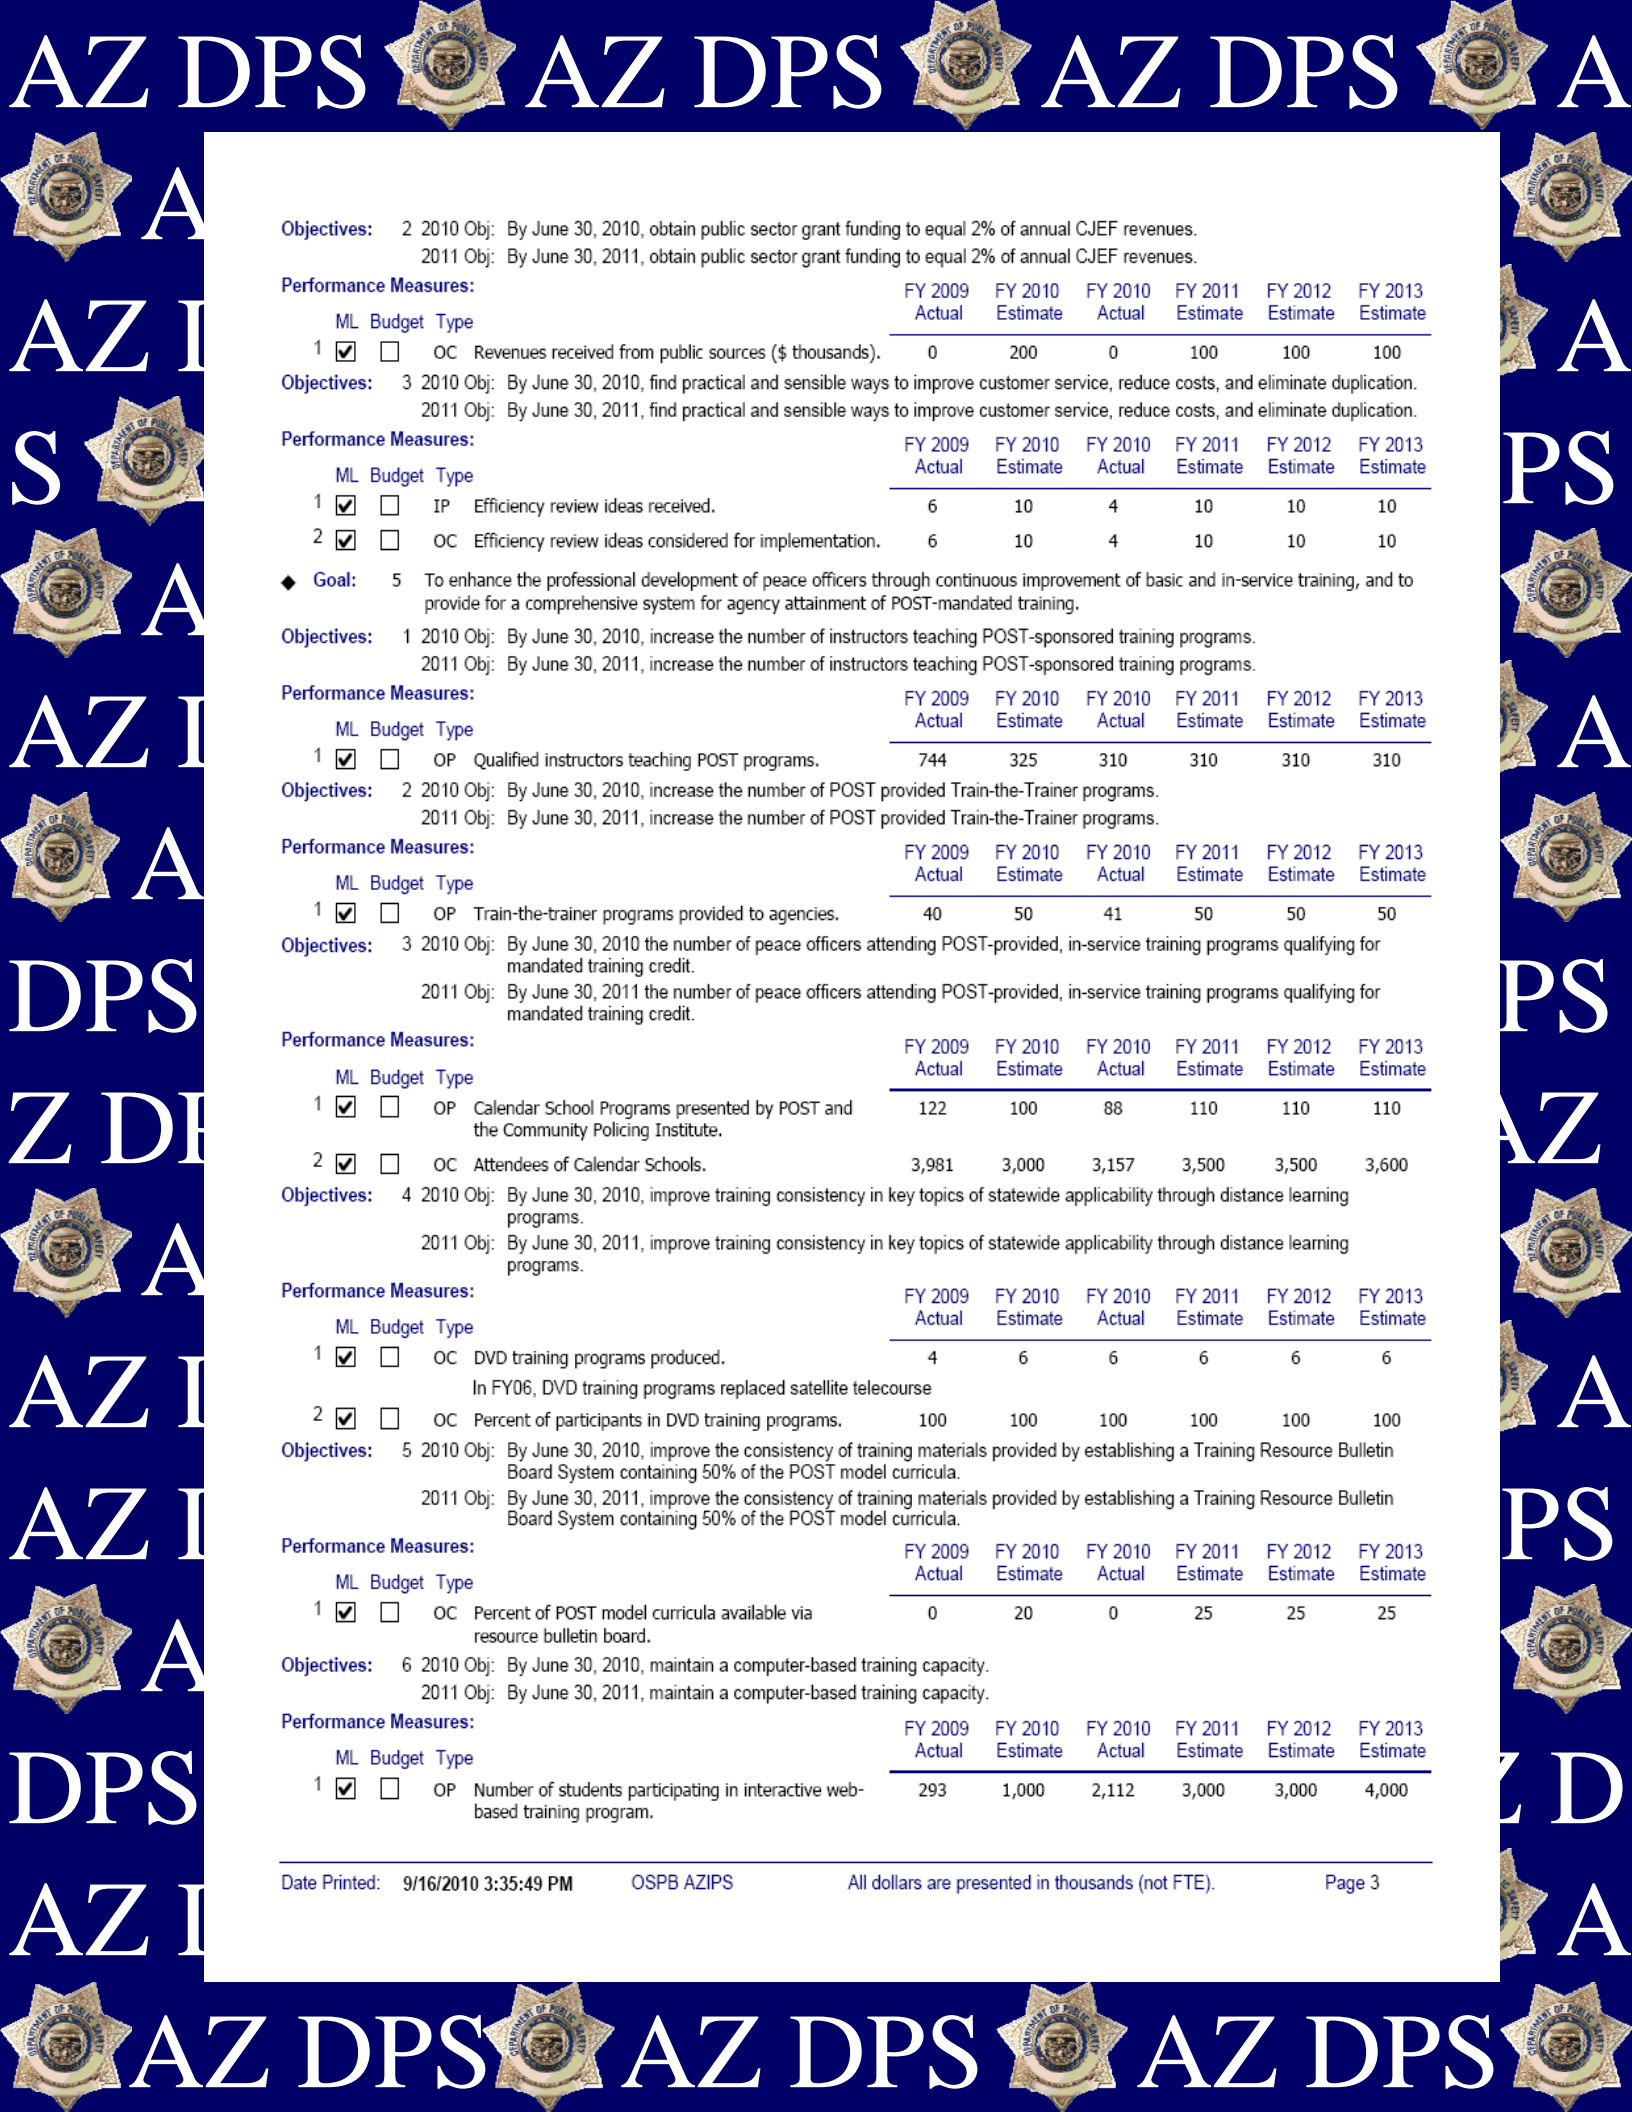 AZ DPS AZ DPS AZ DPS A
A
Objectives: 2 2010 Obj: By June 30, 2010, obtain public sector grant funding to equal 2% of annual CJEF revenues.
2011 Obj: By June 30, 2011, obtain public sector grant funding to equal 2% of annual CJEF revenues.
Performance Measures:
FY 2009 FY 2010 FY 2010 FY 2011 FY 2012 FY 2013
Actual Estimate Actual Estimate Estimate Estimate
ML Budget Type
1 OC Revenues received from public sources ($ thousands). 0 200 0 100 100 100
Objectives: 3 2010 Obj: By June 30, 2010, find practical and sensible ways to improve customer service, reduce costs, and eliminate duplication.
2011 Obj: By June 30, 2011, find practical and sensible ways to improve customer service, reduce costs, and eliminate duplication.
Performance Measures:
FY 2009 FY 2010 FY 2010 FY 2011 FY 2012 FY 2013
Actual Estimate Actual Estimate Estimate Estimate
ML Budget Type
1 IP Efficiency review ideas received. 6 10 4 10 10 10
2 OC Efficiency review ideas considered for implementation. 6 10 4 10 10 10
Goal: 5 To enhance the professional development of peace officers through continuous improvement of basic and in-service training, and to
provide for a comprehensive system for agency attainment of POST-mandated training.
Objectives: 1 2010 Obj: By June 30, 2010, increase the number of instructors teaching POST-sponsored training programs.
2011 Obj: By June 30, 2011, increase the number of instructors teaching POST-sponsored training programs.
Performance Measures:
FY 2009 FY 2010 FY 2010 FY 2011 FY 2012 FY 2013
Actual Estimate Actual Estimate Estimate Estimate
ML Budget Type
1 OP Qualified instructors teaching POST programs. 744 325 310 310 310 310
Objectives: 2 2010 Obj: By June 30, 2010, increase the number of POST provided Train-the-Trainer programs.
2011 Obj: By June 30, 2011, increase the number of POST provided Train-the-Trainer programs.
Performance Measures:
FY 2009 FY 2010 FY 2010 FY 2011 FY 2012 FY 2013
Actual Estimate Actual Estimate Estimate Estimate
ML Budget Type
1 OP Train-the-trainer programs provided to agencies. 40 50 41 50 50 50
Objectives: 3 2010 Obj: By June 30, 2010 the number of peace officers attending POST-provided, in-service training programs qualifying for
mandated training credit.
2011 Obj: By June 30, 2011 the number of peace officers attending POST-provided, in-service training programs qualifying for
mandated training credit.
Performance Measures:
FY 2009 FY 2010 FY 2010 FY 2011 FY 2012 FY 2013
Actual Estimate Actual Estimate Estimate Estimate
ML Budget Type
1 OP Calendar School Programs presented by POST and 122 100 88 110 110 110
the Community Policing Institute.
2 OC Attendees of Calendar Schools. 3,981 3,000 3,157 3,500 3,500 3,600
Objectives: 4 2010 Obj: By June 30, 2010, improve training consistency in key topics of statewide applicability through distance learning
programs.
2011 Obj: By June 30, 2011, improve training consistency in key topics of statewide applicability through distance learning
programs.
Performance Measures:
FY 2009 FY 2010 FY 2010 FY 2011 FY 2012 FY 2013
Actual Estimate Actual Estimate Estimate Estimate
ML Budget Type
1 OC DVD training programs produced. 4 6 6 6 6 6
In FY06, DVD training programs replaced satellite telecourse
2 OC Percent of participants in DVD training programs. 100 100 100 100 100 100
Objectives: 5 2010 Obj: By June 30, 2010, improve the consistency of training materials provided by establishing a Training Resource Bulletin
Board System containing 50% of the POST model curricula.
2011 Obj: By June 30, 2011, improve the consistency of training materials provided by establishing a Training Resource Bulletin
Board System containing 50% of the POST model curricula.
Performance Measures:
FY 2009 FY 2010 FY 2010 FY 2011 FY 2012 FY 2013
Actual Estimate Actual Estimate Estimate Estimate
ML Budget Type
1 OC Percent of POST model curricula available via 0 20 0 25 25 25
resource bulletin board.
Objectives: 6 2010 Obj: By June 30, 2010, maintain a computer-based training capacity.
2011 Obj: By June 30, 2011, maintain a computer-based training capacity.
Performance Measures:
FY 2009 FY 2010 FY 2010 FY 2011 FY 2012 FY 2013
Actual Estimate Actual Estimate Estimate Estimate
ML Budget Type
1 OP Number of students participating in interactive web- 293 1,000 2,112 3,000 3,000 4,000
based training program.
Date Printed: 9/16/2010 3:35:49 PM OSPB AZIPS All dollars are presented in thousands (not FTE). Page 3
AZ DPS AZ DPS AZ DPS